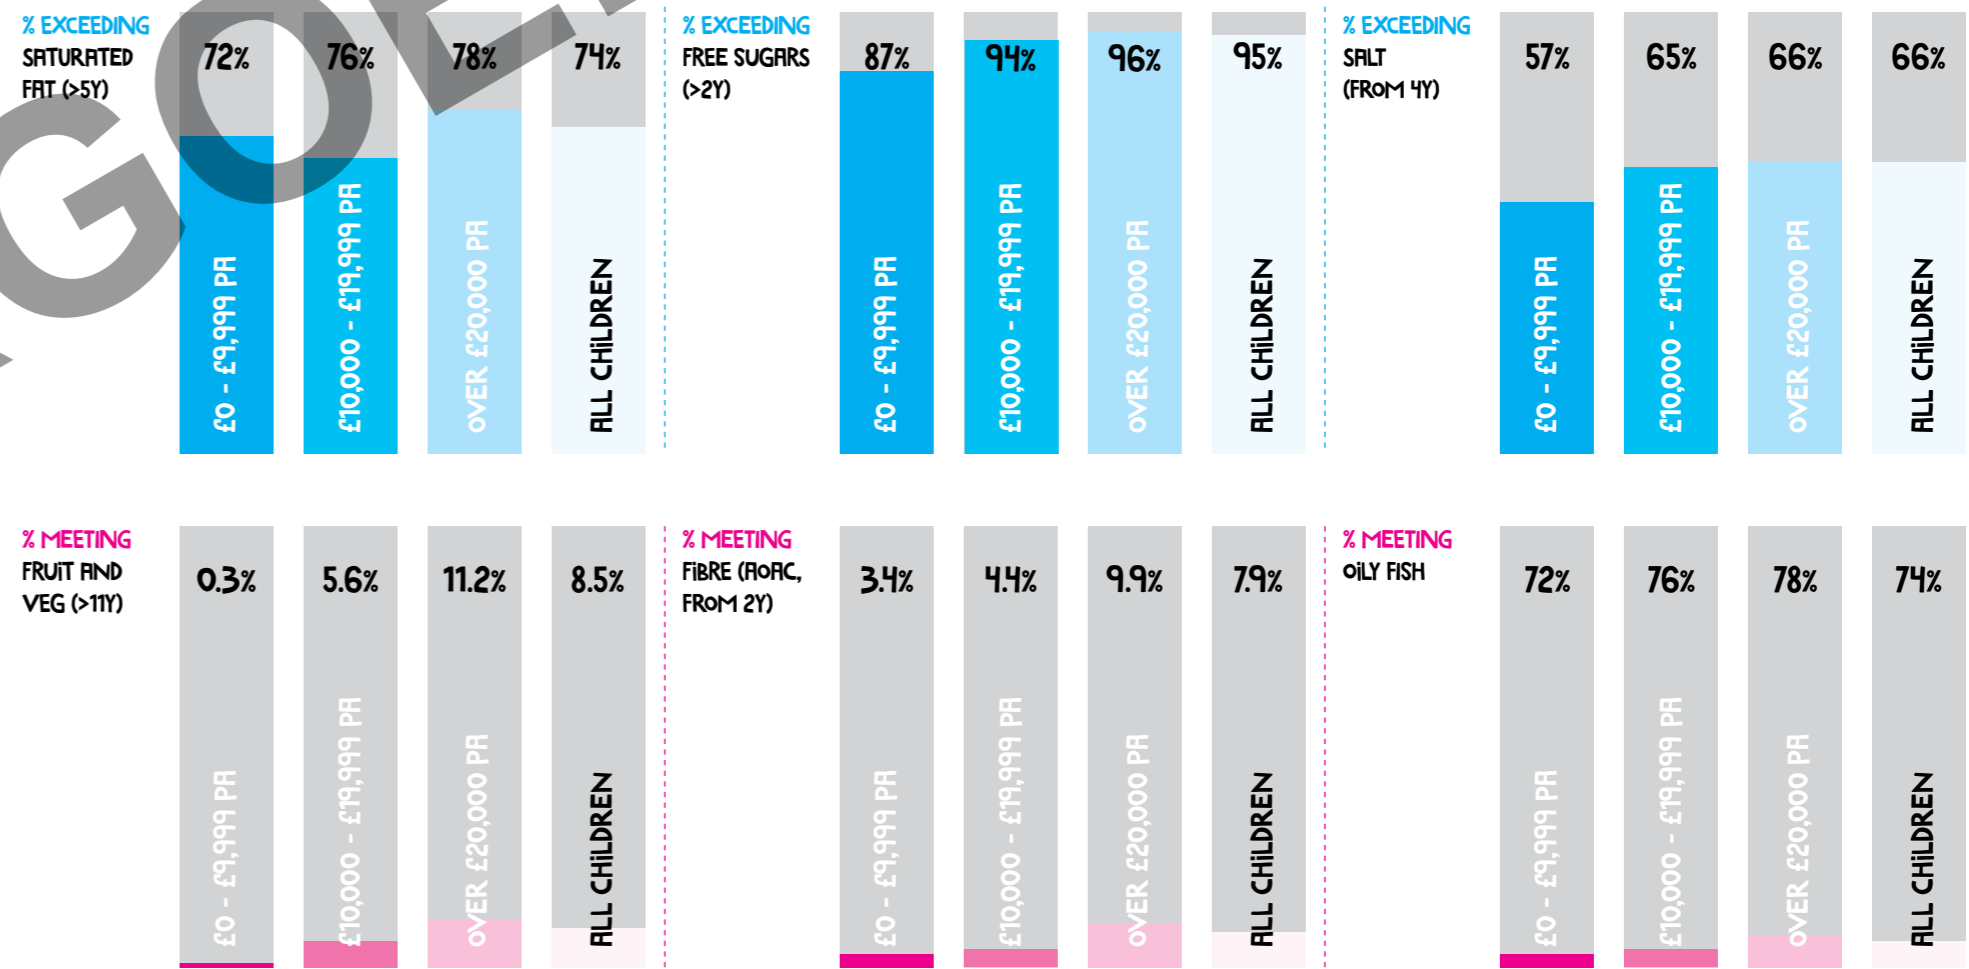 % EXCEEDING
SATURATED
FAT (>5Y)
72%
76%
78%
74%
£0 - £9,999 PA
£10,000 - £19,999 PA
OVER £20,000 PA
ALL CHiLDREN
% EXCEEDING
FREE SUGARS
(>2Y)
87%
94%
96%
95%
£0 - £9,999 PA
£10,000 - £19,999 PA
OVER £20,000 PA
ALL CHiLDREN
% EXCEEDING
SALT
(FROM 4Y)
57%
65%
66%
66%
£0 - £9,999 PA
£10,000 - £19,999 PA
OVER £20,000 PA
ALL CHiLDREN
% MEETING
FRUiT AND
VEG (>11Y)
0.3%
5.6%
11.2%
8.5%
£0 - £9,999 PA
£10,000 - £19,999 PA
OVER £20,000 PA
ALL CHiLDREN
% MEETING
FiBRE (AOAC,
FROM 2Y)
3.4%
4.4%
9.9%
7.9%
£0 - £9,999 PA
£10,000 - £19,999 PA
OVER £20,000 PA
ALL CHiLDREN
% MEETING
OiLY FISH
72%
76%
78%
74%
£0 - £9,999 PA
£10,000 - £19,999 PA
OVER £20,000 PA
ALL CHiLDREN